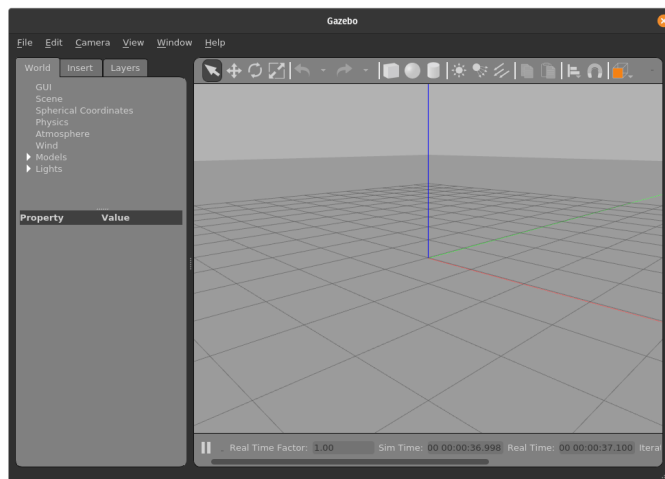 Gazebo
File Edit Camera View Window Help
World Insert Layers
GUI
Scene
Spherical Coordinates
Physics
Atmosphere
Wind
Models
Lights
Property Value
Real Time Factor: 1.00 Sim Time: 00 00:00:36.998 Real Time: 00 00:00:37.100